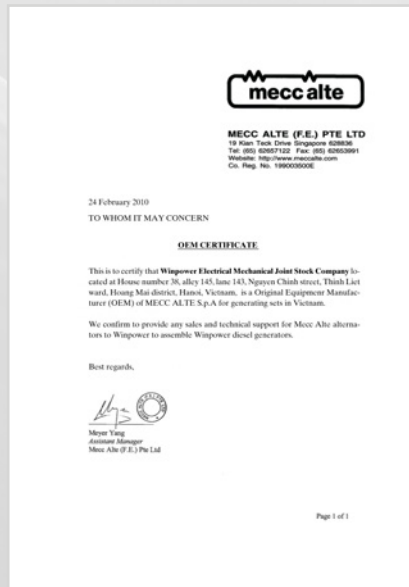 mecc alte
MECC ALTE (F.E.) PTE LTD
19 Kian Teck Drive Singapore 628836
Tel: (65) 62657122 Fax: (65) 62653991
Website: http://www.meccalte.com
Co. Reg. No. 199003500E
24 February 2010
TO WHOM IT MAY CONCERN
OEM CERTIFICATE
This is to certify that Winpower Electrical Mechanical Joint Stock Company lo-
cated at House number 38, alley 145, lane 143, Nguyen Chinh street, Thinh Liet
ward, Hoang Mai district, Hanoi, Vietnam, is a Original Equipment Manufac-
turer (OEM) of MECC ALTE S.p.A for generating sets in Vietnam.
We confirm to provide any sales and technical support for Mecc Alte alterna-
tors to Winpower to assemble Winpower diesel generators.
Best regards,
Meyer Yang
Assistant Manager
Mecc Alte (F.E.) Pte Ltd
Page 1 of 1